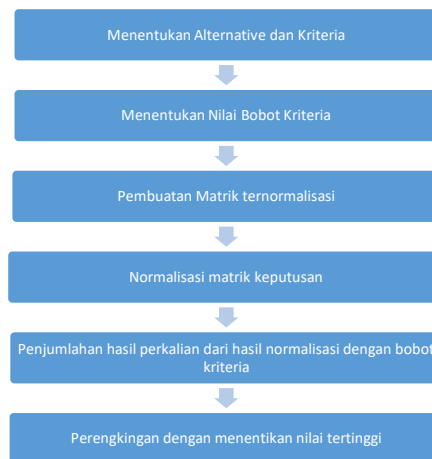 Menentukan Alternative dan Kriteria
Menentukan Nilai Bobot Kriteria
Pembuatan Matrik ternormalisasi
Normalisasi matrik keputusan
Penjumlahan hasil perkalian dari hasil normalisasi dengan bobot
kriteria
Perengkingan dengan menentikan nilai tertinggi